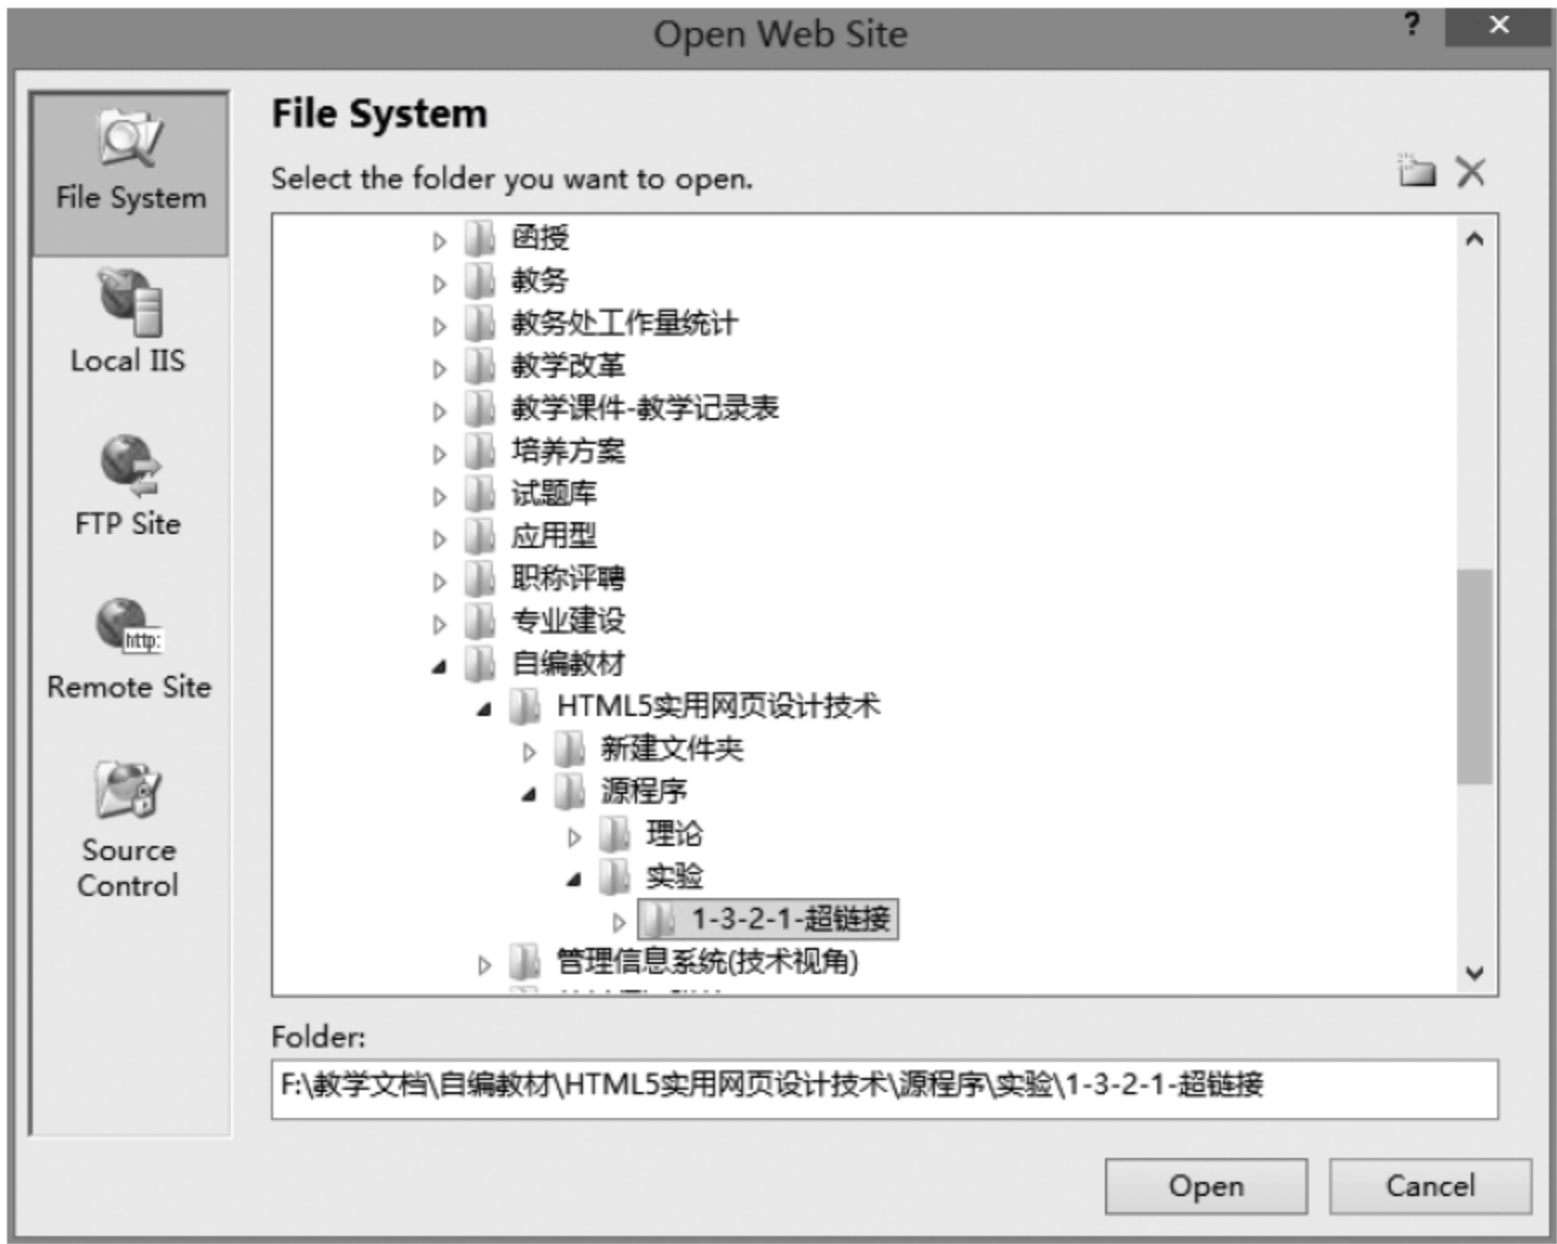 Open Web Site
?
File System
Local IIS
FTP Site
http:
Remote Site
Source
Control
File System
Select the folder you want to open.
函授
教务
教务处工作量统计
教学改革
教学课件-教学记录表
培养方案
试题库
应用型
职称评聘
专业建设
自编教材
HTML5实用网页设计技术
新建文件夹
源程序
理论
实验
1-3-2-1-超链接
管理信息系统(技术视角)
Folder:
F:\教学文档\自编教材\HTML5实用网页设计技术\源程序\实验\1-3-2-1-超链接
Open
Cancel